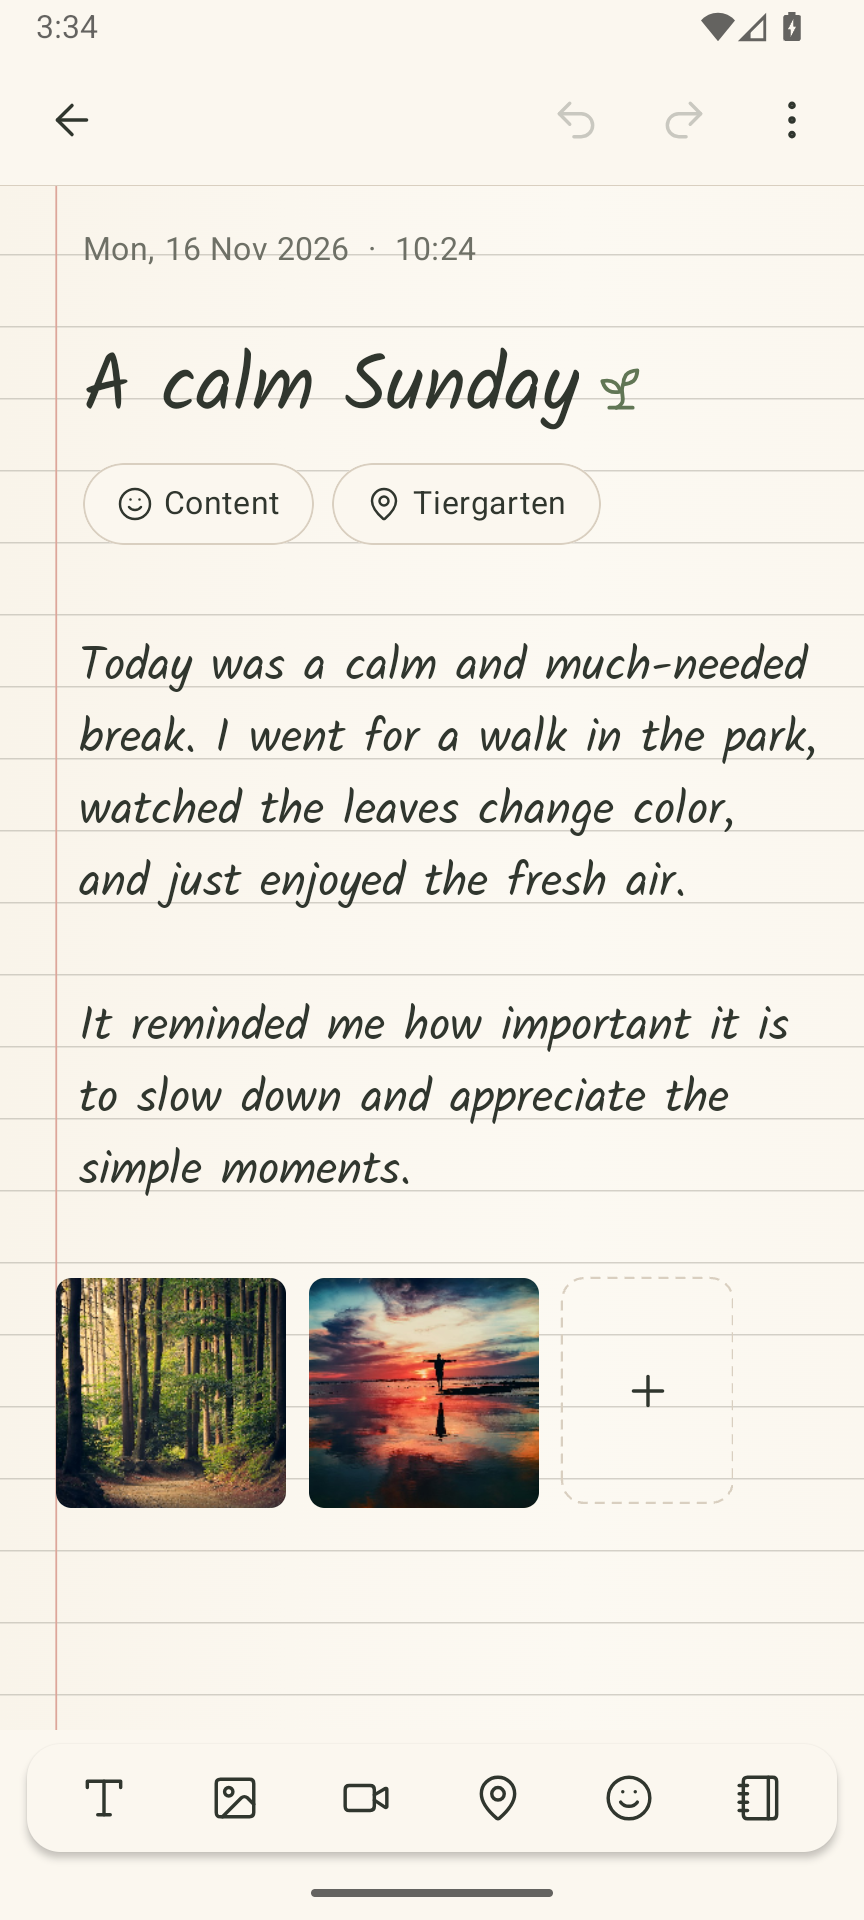 3:34
Mon, 16 Nov 2026 · 10:24
A calm Sunday
Content
Tiergarten
Today was a calm and much-needed
break. I went for a walk in the park,
watched the leaves change color,
and just enjoyed the fresh air.
It reminded me how important it is
to slow down and appreciate the
simple moments.